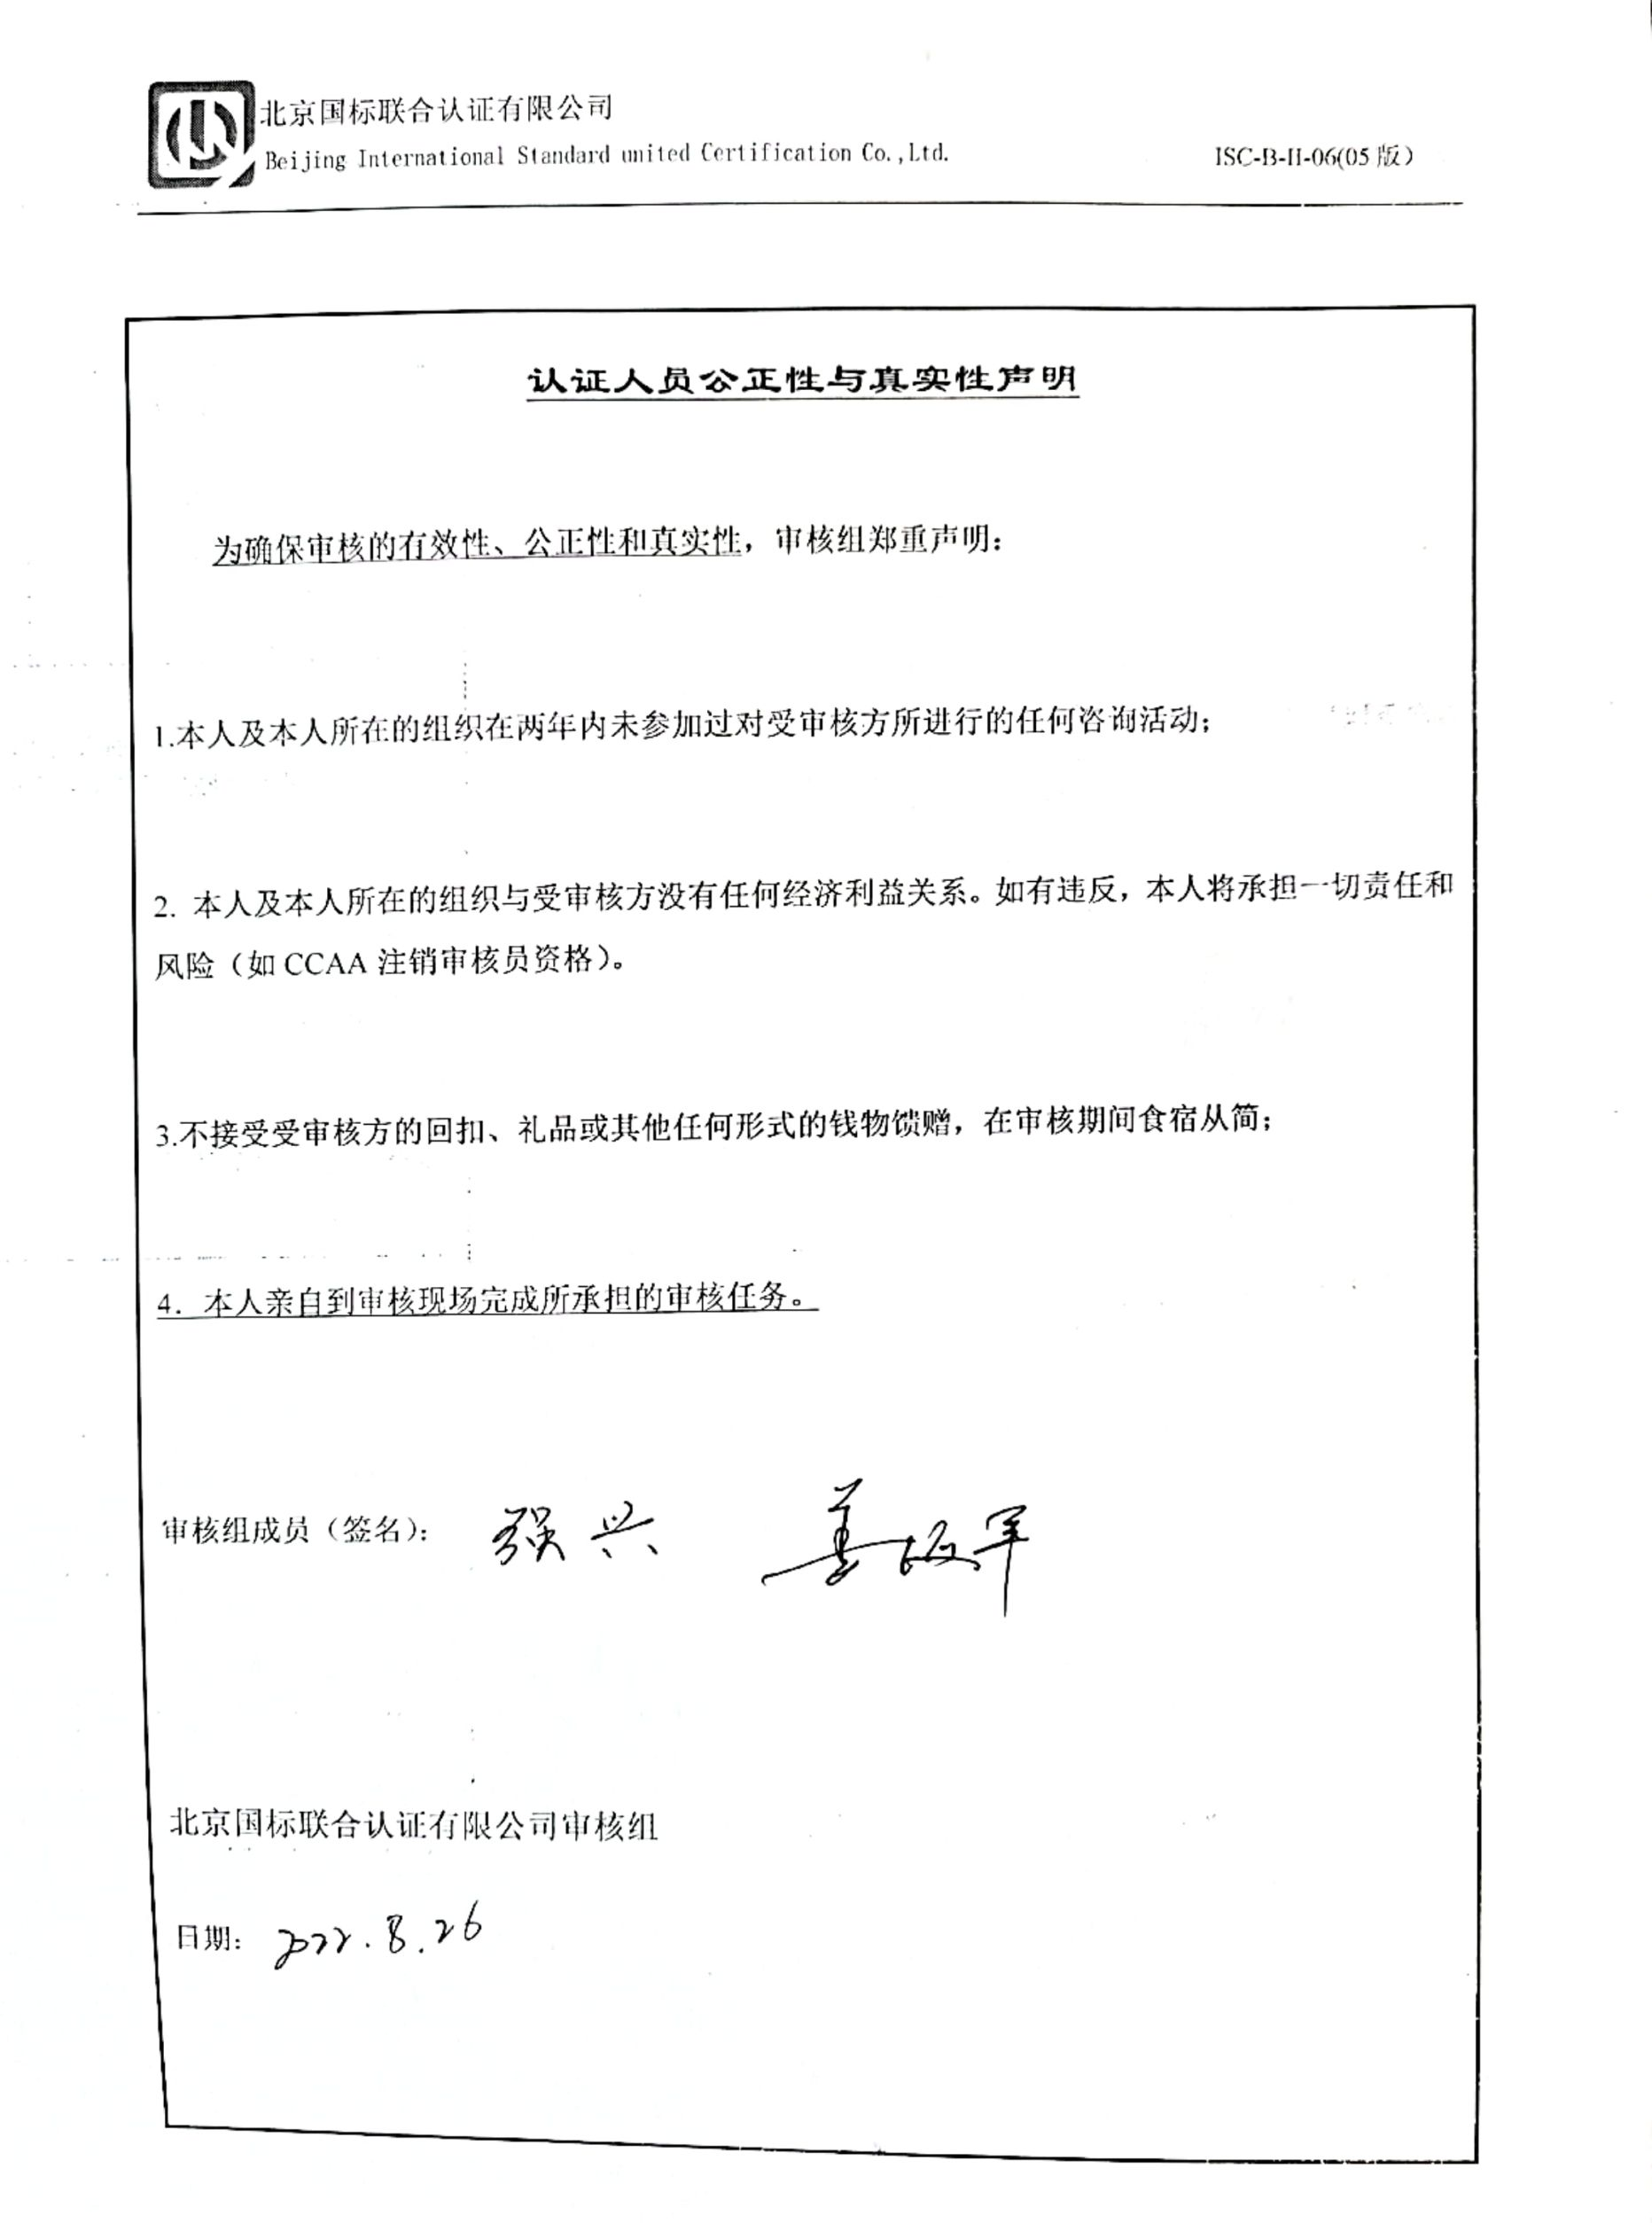 北京国标联合认证有限公司
Beijing International Standard united Certification Co.,Ltd.
ISC-B-II-06(05版)
认证人员公正性与真实性声明
为确保审核的有效性、公正性和真实性，审核组郑重声明：
1.本人及本人所在的组织在两年内未参加过对受审核方所进行的任何咨询活动；
2. 本人及本人所在的组织与受审核方没有任何经济利益关系。如有违反，本人将承担一切责任和
风险（如 CCAA 注销审核员资格）。
3.不接受受审核方的回扣、礼品或其他任何形式的钱物馈赠，在审核期间食宿从简；
4. 本人亲自到审核现场完成所承担的审核任务。
审核组成员（签名）： 强兴 姜海军
北京国标联合认证有限公司审核组
日期： 2022.8.26